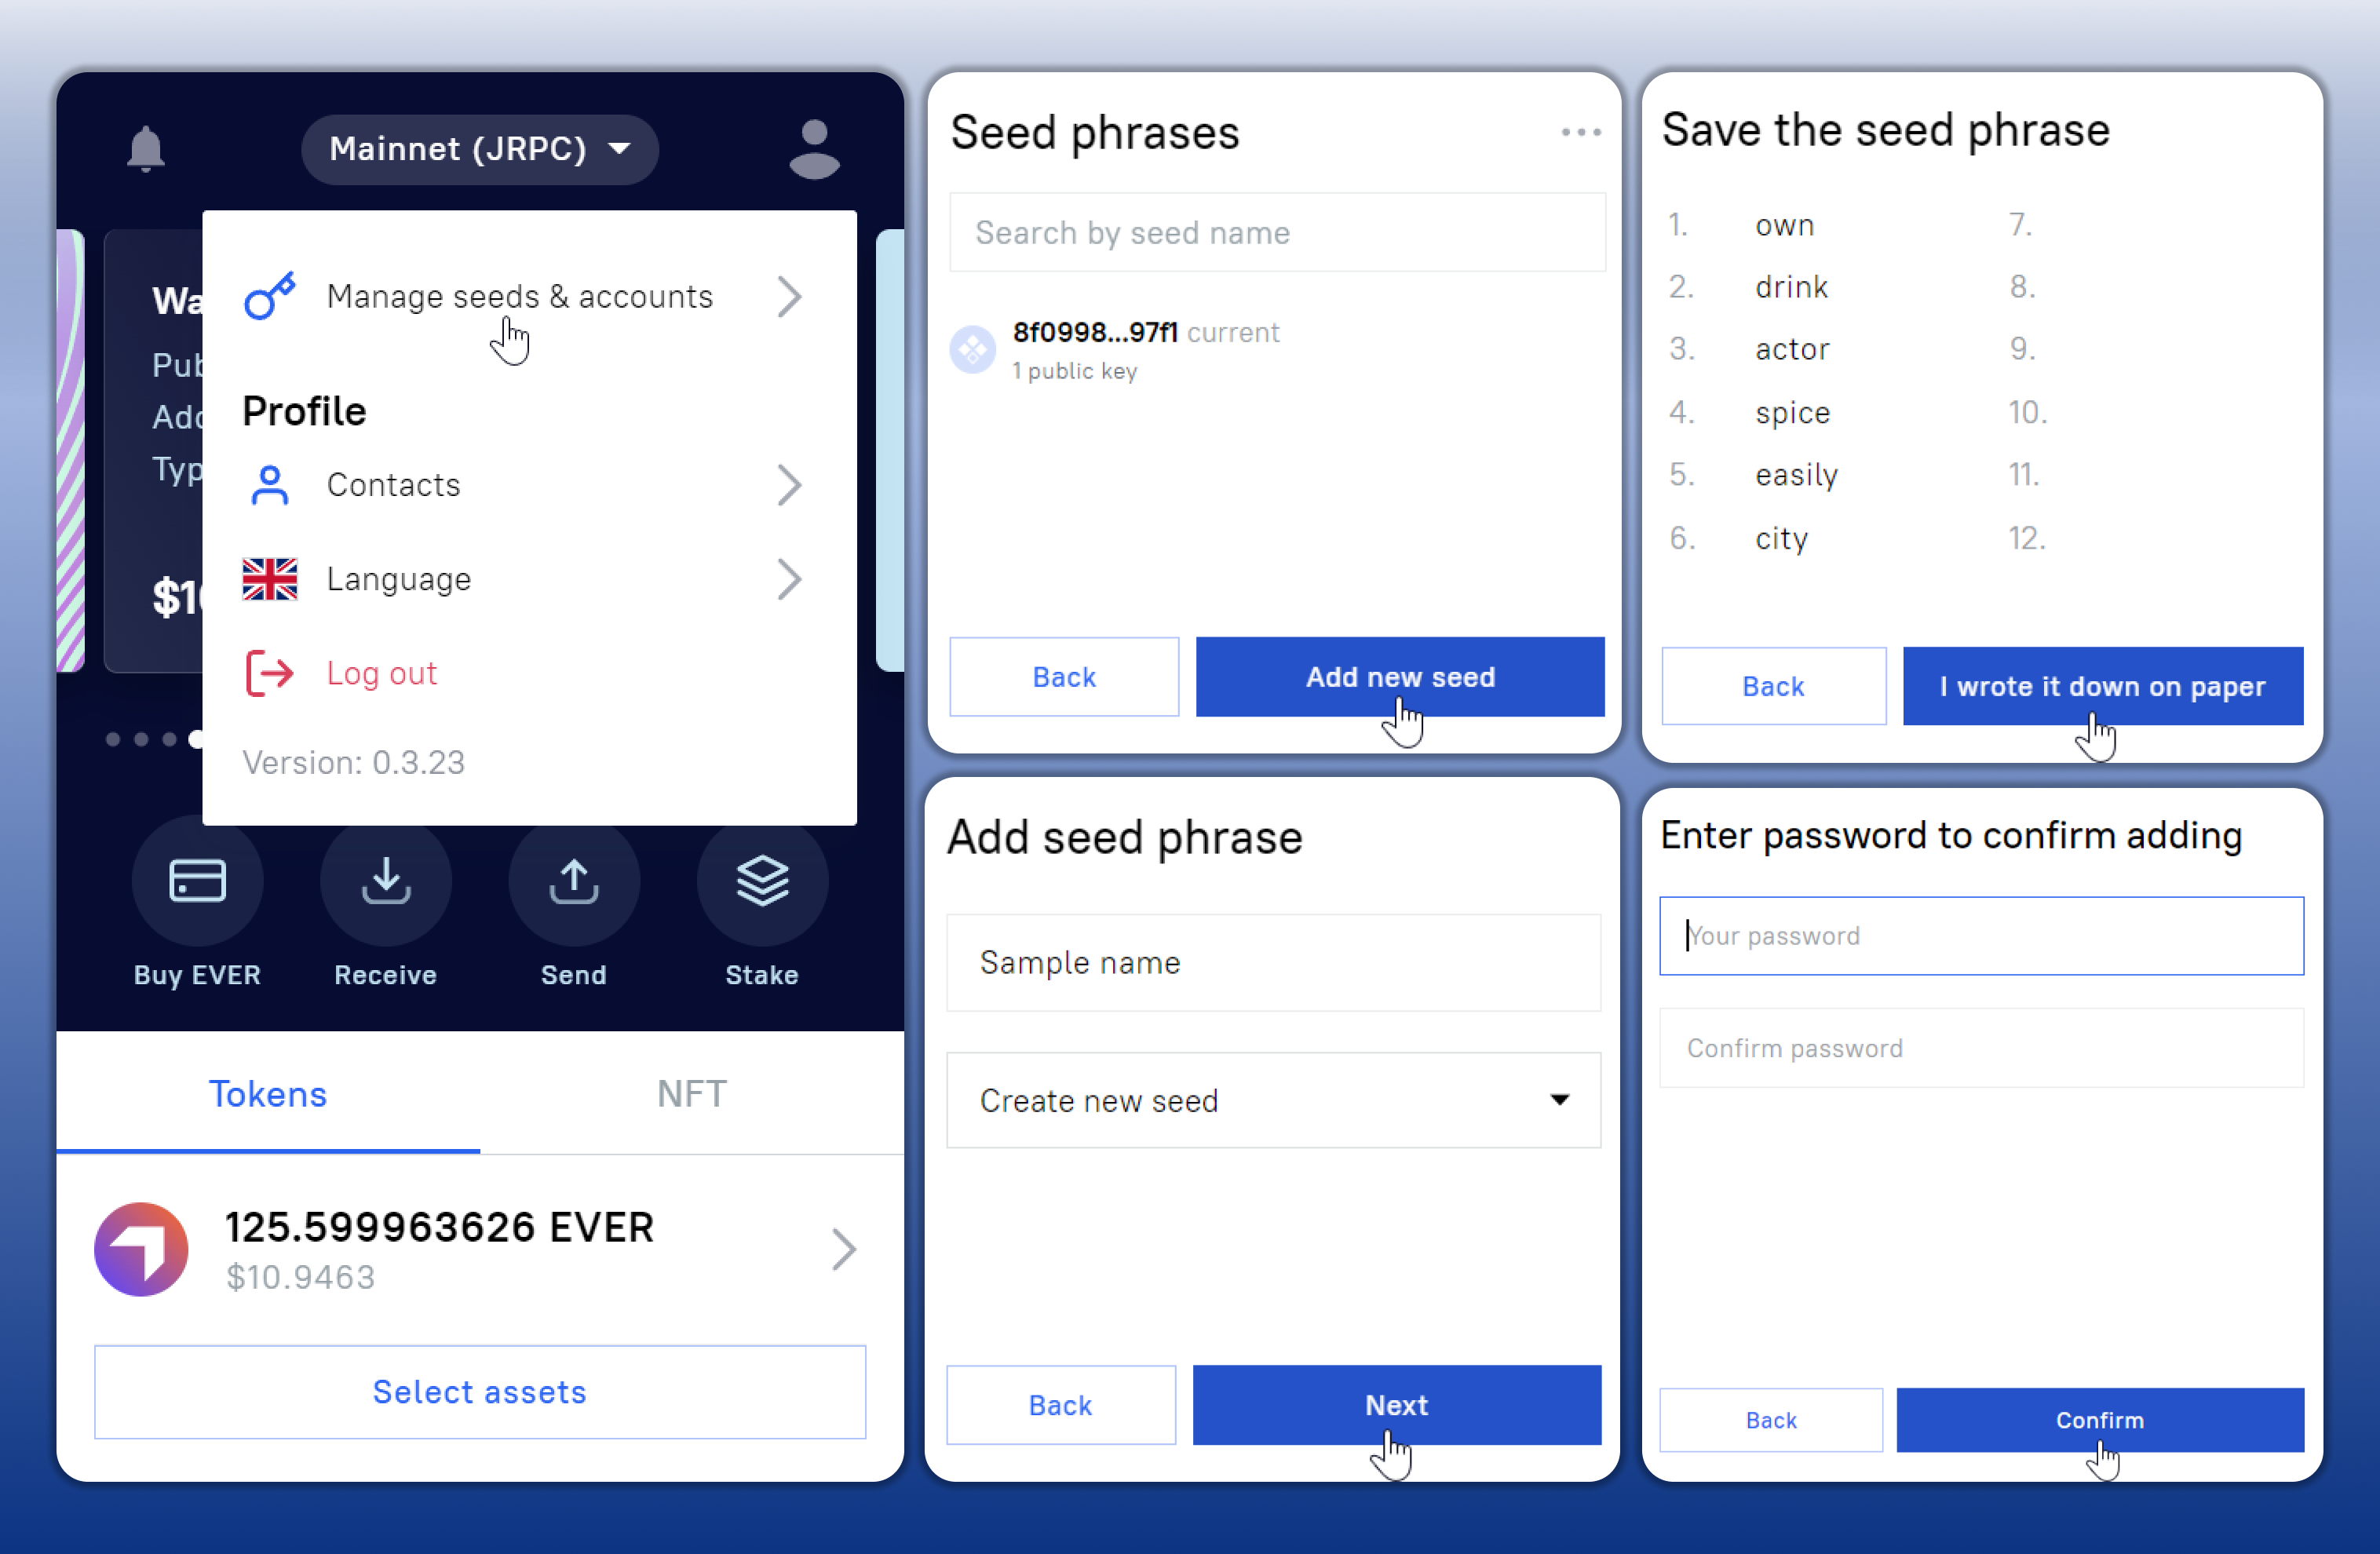 Mainnet (JRPC)
Wa
Pub
Add
Typ
$10
Manage seeds & accounts
Profile
Contacts
Language
Log out
Version: 0.3.23
Buy EVER
Receive
Send
Stake
Tokens
NFT
125.599963626 EVER
$10.9463
Select assets
Seed phrases
Search by seed name
8f0998...97f1 current
1 public key
Back
Add new seed
Add seed phrase
Sample name
Create new seed
Back
Next
Save the seed phrase
1. own 7.
2. drink 8.
3. actor 9.
4. spice 10.
5. easily 11.
6. city 12.
Back
I wrote it down on paper
Enter password to confirm adding
Your password
Confirm password
Back
Confirm